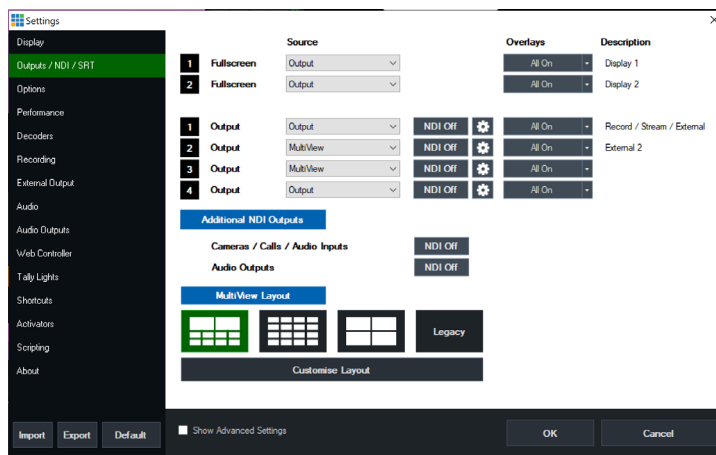 Settings
Display
Outputs / NDI / SRT
Options
Performance
Decoders
Recording
External Output
Audio
Audio Outputs
Web Controller
Tally Lights
Shortcuts
Activators
Scripting
About
Import Export Default
Source Overlays Description
1 Fullscreen Output All On Display 1
2 Fullscreen Output All On Display 2
1 Output Output NDI Off All On Record / Stream / External
2 Output MultiView NDI Off All On External 2
3 Output MultiView NDI Off All On
4 Output Output NDI Off All On
Additional NDI Outputs
Cameras / Calls / Audio Inputs NDI Off
Audio Outputs NDI Off
MultiView Layout
Legacy
Customise Layout
Show Advanced Settings
OK Cancel